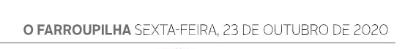 O FARROUPILHA SEXTA-FEIRA, 23 DE OUTUBRO DE 2020